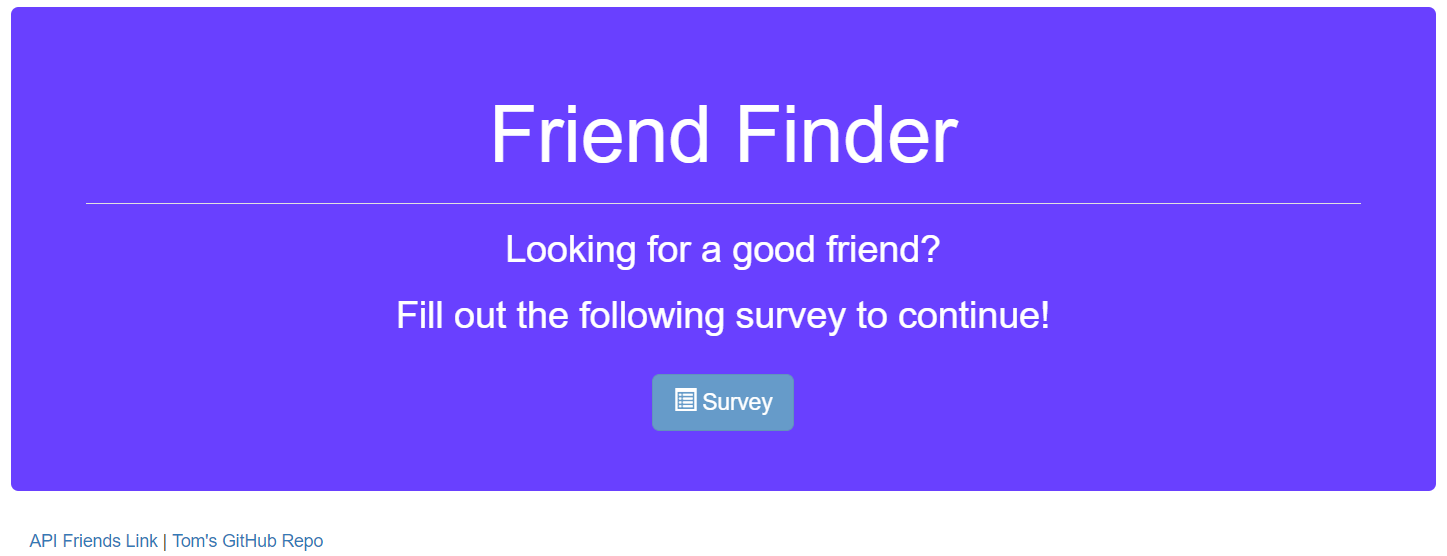 Friend Finder
Looking for a good friend?
Fill out the following survey to continue!
Survey
API Friends Link | Tom's GitHub Repo